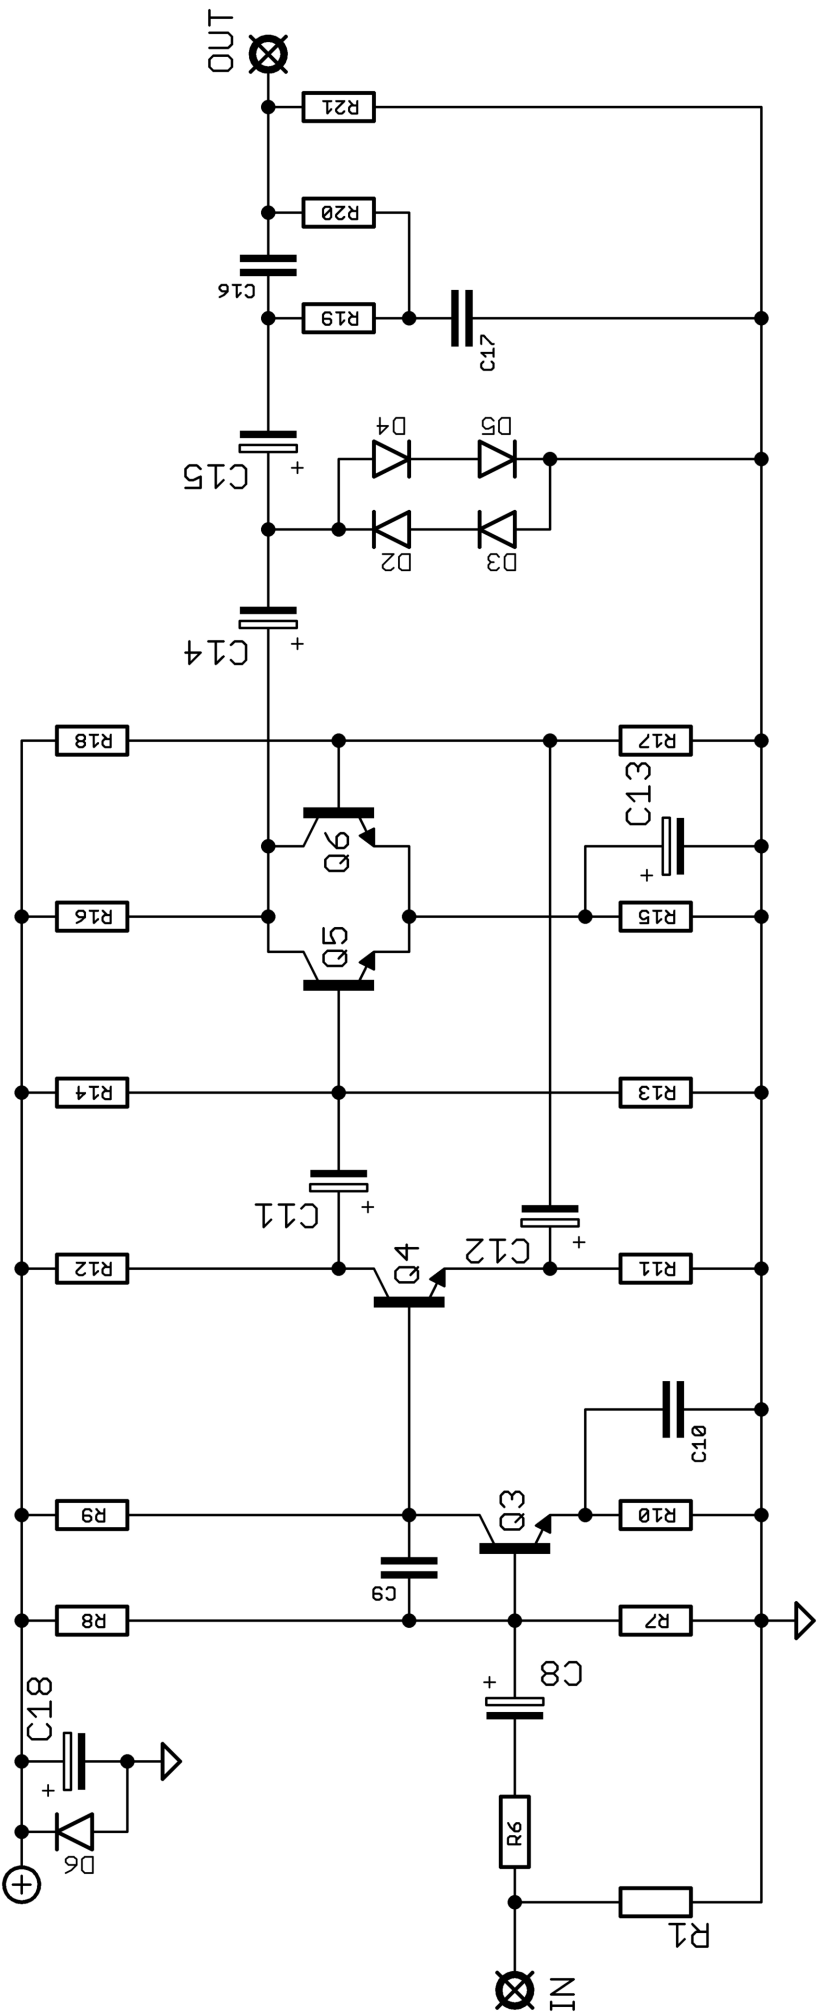 OUT
R21
R20
C16
R19
C17
D4
D5
C15
+
D2
D3
C14
+
R18
R17
C13
Q6
+
R16
R15
Q5
R14
R13
C11
+
C12
+
Q4
R12
R11
C10
R9
Q3
R10
C9
R8
R7
C18
+
C8
+
D6
R6
+
R1
IN